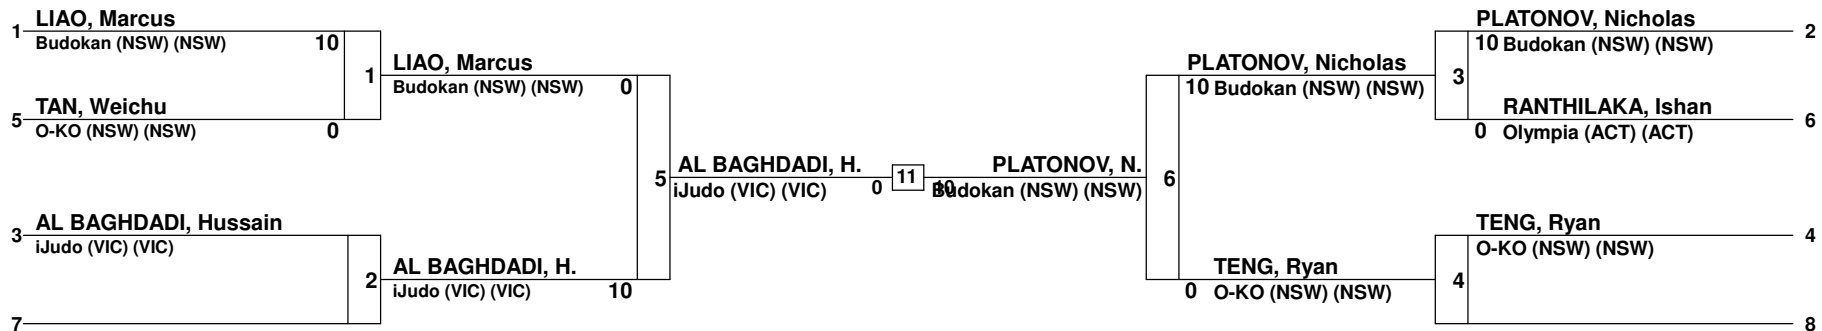 1
LIAO, Marcus
Budokan (NSW) (NSW)
10
5
TAN, Weichu
O-KO (NSW) (NSW)
0
1
LIAO, Marcus
Budokan (NSW) (NSW)
0
3
AL BAGHDADI, Hussain
iJudo (VIC) (VIC)
7
2
AL BAGHDADI, H.
iJudo (VIC) (VIC)
10
5
AL BAGHDADI, H.
iJudo (VIC) (VIC)
0
11
PLATONOV, N.
10
Budokan (NSW) (NSW)
6
PLATONOV, Nicholas
10 Budokan (NSW) (NSW)
3
PLATONOV, Nicholas
10 Budokan (NSW) (NSW)
2
RANTHILAKA, Ishan
0 Olympia (ACT) (ACT)
6
TENG, Ryan
0 O-KO (NSW) (NSW)
4
TENG, Ryan
O-KO (NSW) (NSW)
4
8